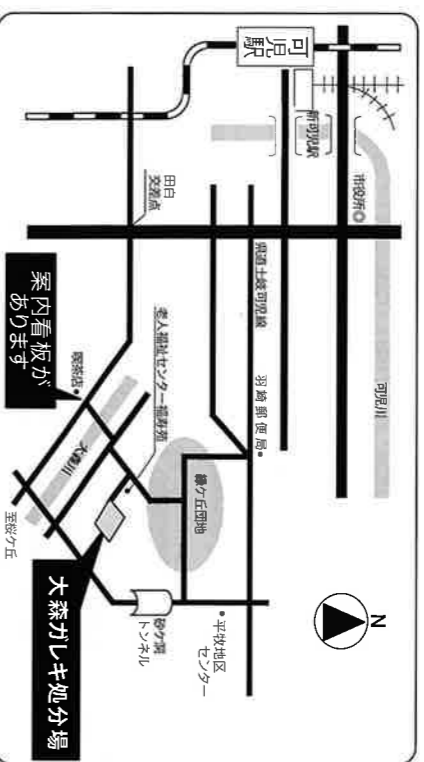 可児駅
新可児駅
市役所◎
可児川
N
田白
交差点
県道土岐可児線
羽崎郵便局
老人福祉センター福寿苑
案内看板が
あります
喫茶店
大森川
緑ケ丘団地
平牧地区
センター
砂ケ洞
トンネル
至桜ケ丘
大森ガレキ処分場